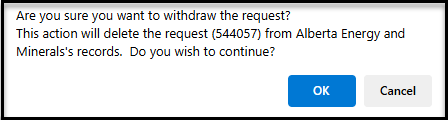 Are you sure you want to withdraw the request?
This action will delete the request (544057) from Alberta Energy and
Minerals's records.  Do you wish to continue?
OK
Cancel